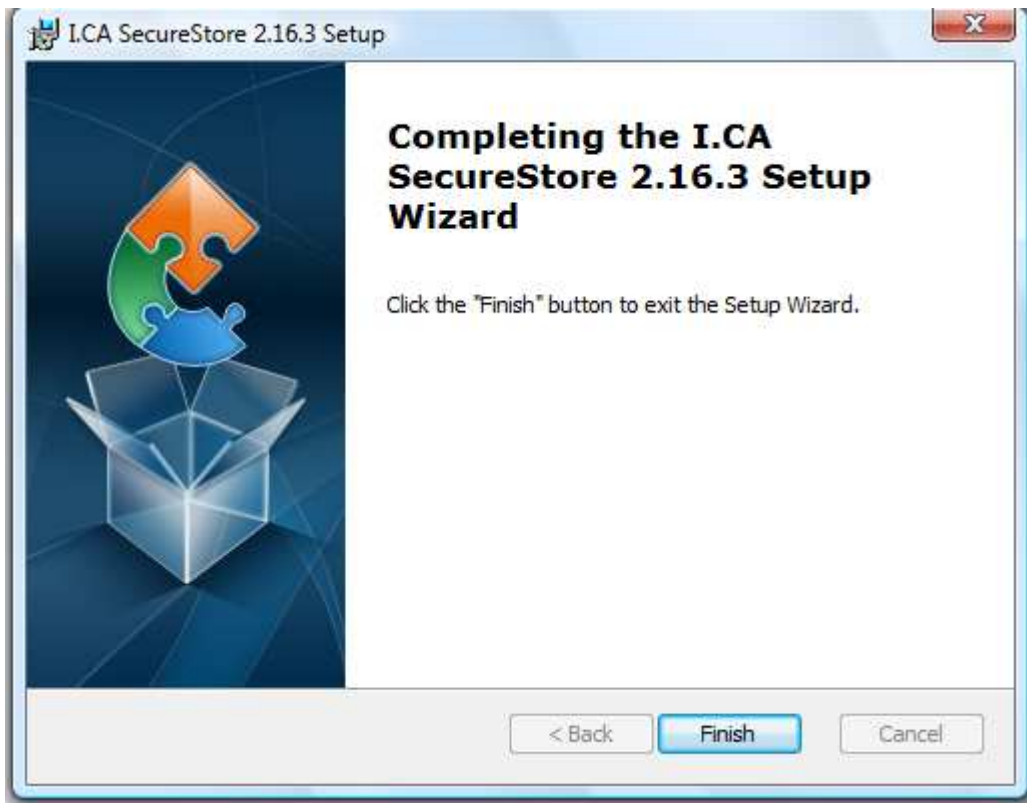 I.CA SecureStore 2.16.3 Setup
Completing the I.CA
SecureStore 2.16.3 Setup
Wizard
Click the "Finish" button to exit the Setup Wizard.
< Back Finish Cancel